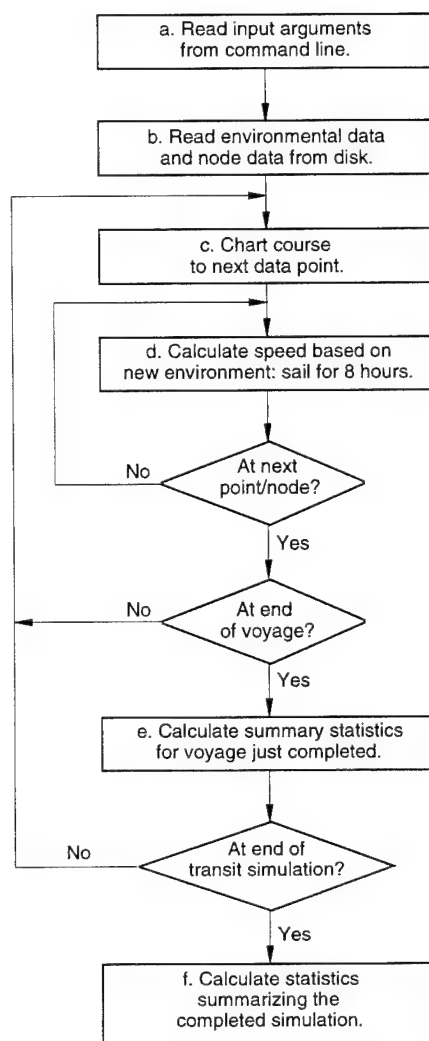 a. Read input arguments
from command line.
b. Read environmental data
and node data from disk.
c. Chart course
to next data point.
d. Calculate speed based on
new environment: sail for 8 hours.
No
At next
point/node?
Yes
No
At end
of voyage?
Yes
e. Calculate summary statistics
for voyage just completed.
No
At end of
transit simulation?
Yes
f. Calculate statistics
summarizing the
completed simulation.